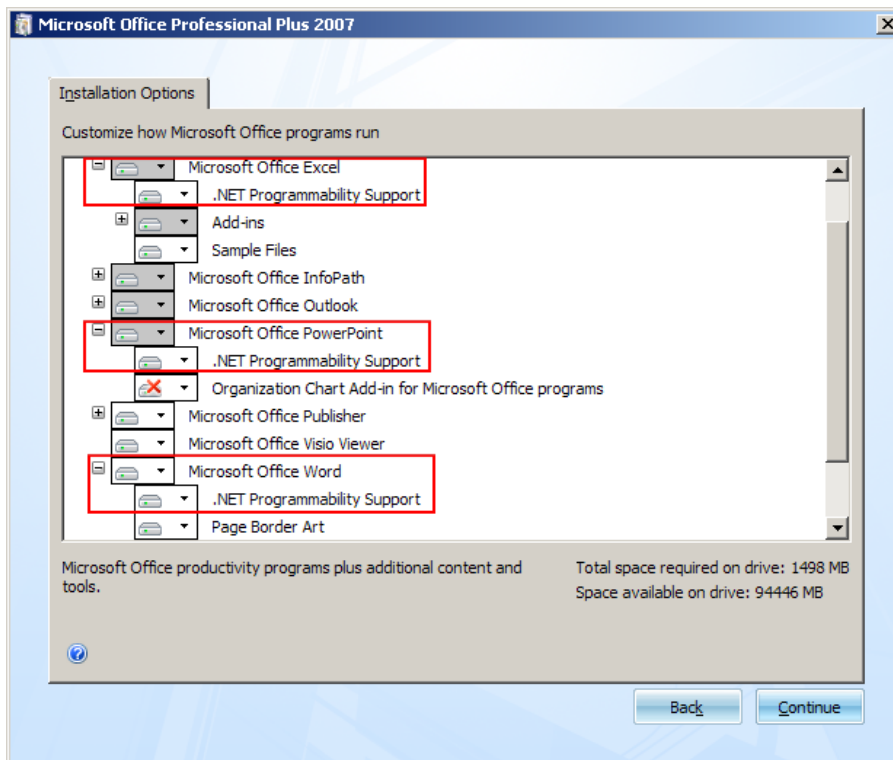 Microsoft Office Professional Plus 2007
Installation Options
Customize how Microsoft Office programs run
Microsoft Office Excel
.NET Programmability Support
Add-ins
Sample Files
Microsoft Office InfoPath
Microsoft Office Outlook
Microsoft Office PowerPoint
.NET Programmability Support
Organization Chart Add-in for Microsoft Office programs
Microsoft Office Publisher
Microsoft Office Visio Viewer
Microsoft Office Word
.NET Programmability Support
Page Border Art
Microsoft Office productivity programs plus additional content and
tools.
Total space required on drive: 1498 MB
Space available on drive: 94446 MB
Back
Continue